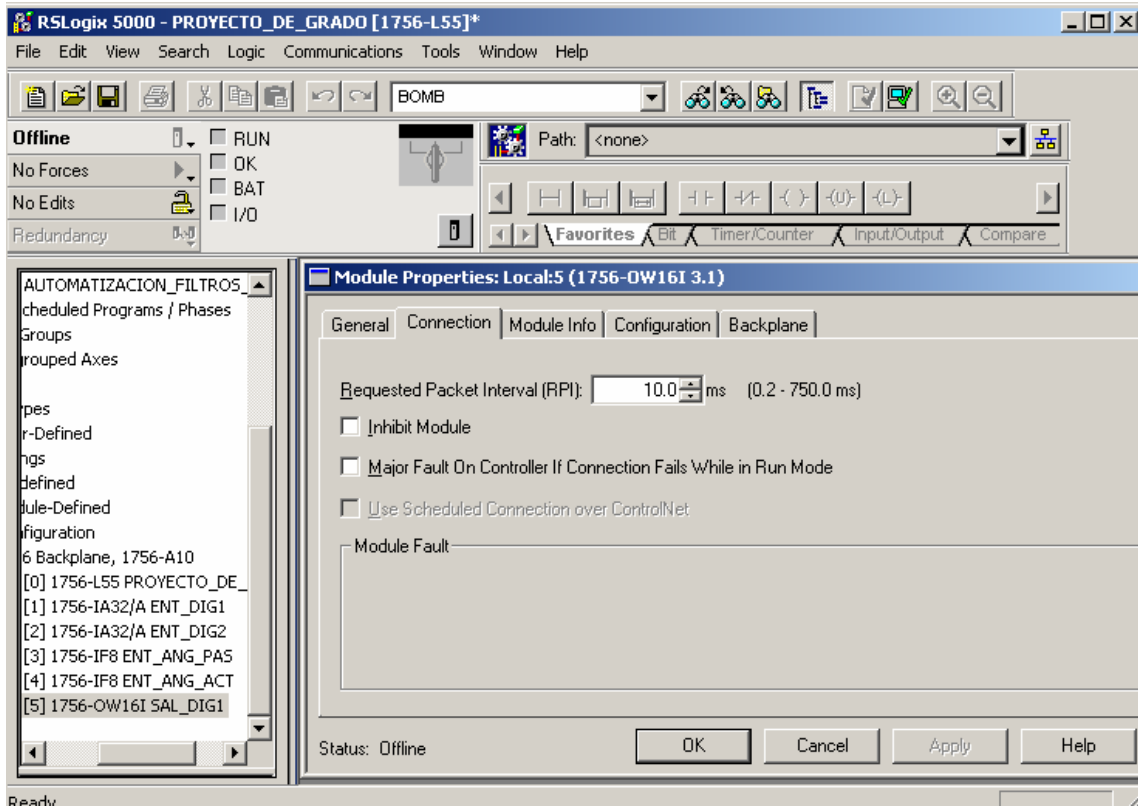 RSLogix 5000 - PROYECTO_DE_GRADO [1756-L55]*
File Edit View Search Logic Communications Tools Window Help
BOMB
Offline
RUN
Path: <none>
No Forces
OK
No Edits
BAT
Redundancy
I/O
Favorites Bit Timer/Counter Input/Output Compare
AUTOMATIZACION_FILTROS_
cheduled Programs / Phases
Groups
rouped Axes
pes
r-Defined
ngs
defined
dule-Defined
figuration
6 Backplane, 1756-A10
[0] 1756-L55 PROYECTO_DE_
[1] 1756-IA32/A ENT_DIG1
[2] 1756-IA32/A ENT_DIG2
[3] 1756-IF8 ENT_ANG_PAS
[4] 1756-IF8 ENT_ANG_ACT
[5] 1756-OW16I SAL_DIG1
Module Properties: Local:5 (1756-OW16I 3.1)
General Connection Module Info Configuration Backplane
Requested Packet Interval (RPI): 10.0 ms (0.2 - 750.0 ms)
Inhibit Module
Major Fault On Controller If Connection Fails While in Run Mode
Use Scheduled Connection over ControlNet
Module Fault
Status: Offline
OK Cancel Apply Help
Ready